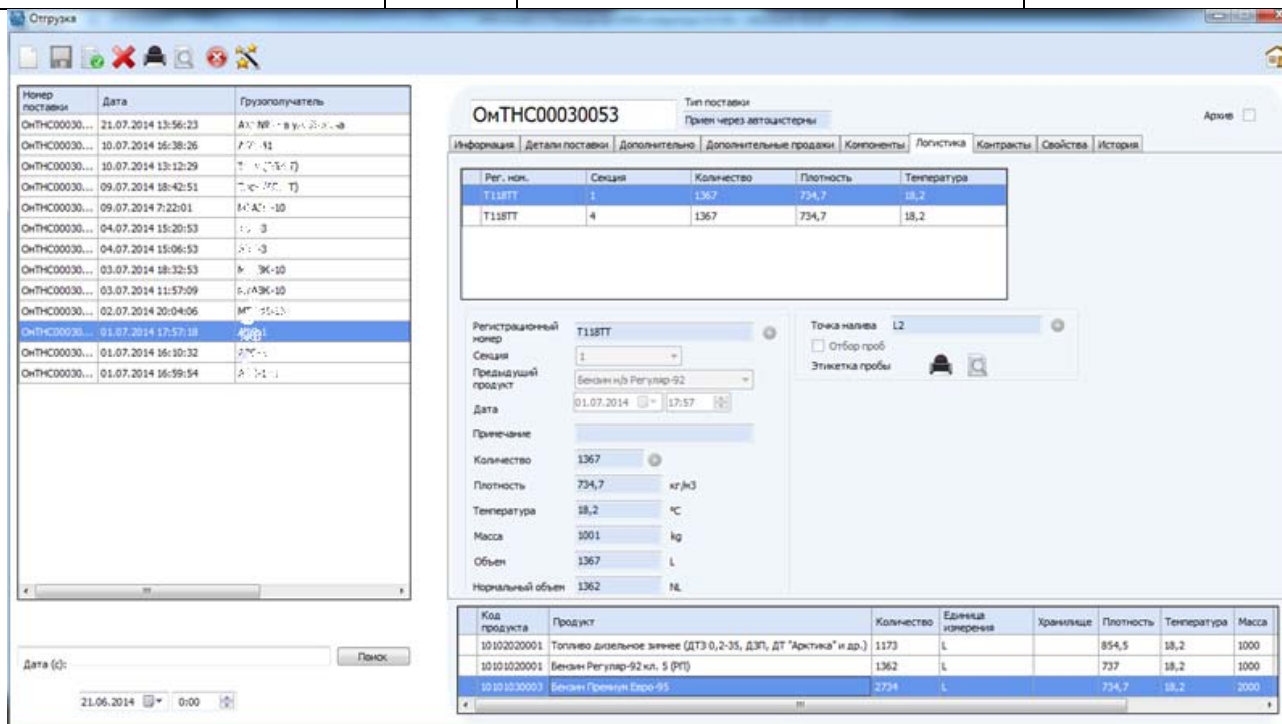 Отгрузка
Номер поставки Дата Грузополучатель
ОмТНС00030... 21.07.2014 13:56:23
ОмТНС00030... 10.07.2014 16:38:26
ОмТНС00030... 10.07.2014 13:12:29
ОмТНС00030... 09.07.2014 18:42:51
ОмТНС00030... 09.07.2014 7:22:01
ОмТНС00030... 04.07.2014 15:20:53
ОмТНС00030... 04.07.2014 15:06:53
ОмТНС00030... 03.07.2014 18:32:53
ОмТНС00030... 03.07.2014 11:57:09
ОмТНС00030... 02.07.2014 20:04:06
ОмТНС00030... 01.07.2014 17:57:18
ОмТНС00030... 01.07.2014 16:10:32
ОмТНС00030... 01.07.2014 16:59:54
Дата (с): Поиск
21.06.2014 0:00
ОмТНС00030053 Тип поставки Архив
Прием через автоцистерны
Информация Детали поставки Дополнительно Дополнительные продажи Компоненты Логистика Контракты Свойства История
Рег. ном. Секция Количество Плотность Температура
Т118ТТ 1 1367 734,7 18,2
Т118ТТ 4 1367 734,7 18,2
Регистрационный номер Т118ТТ
Секция 1
Предыдущий продукт Бензин н/э Регуляр-92
Дата 01.07.2014 17:57
Примечание
Количество 1367
Плотность 734,7 кг/м3
Температура 18,2 °C
Масса 1001 kg
Объем 1367 L
Нормальный объем 1362 NL
Точка налива L2
Отбор проб
Этикетка пробы
Код продукта Продукт Количество Единица измерения Хранилище Плотность Температура Масса
10102020001 Топливо дизельное зимнее (ДТЗ 0,2-35, ДЗП, ДТ "Арктика" и др.) 1173 L 854,5 18,2 1000
10101020001 Бензин Регуляр-92 кл. 5 (РП) 1362 L 737 18,2 1000
10101030003 Бензин Премиум Евро-95 2734 L 734,7 18,2 2000